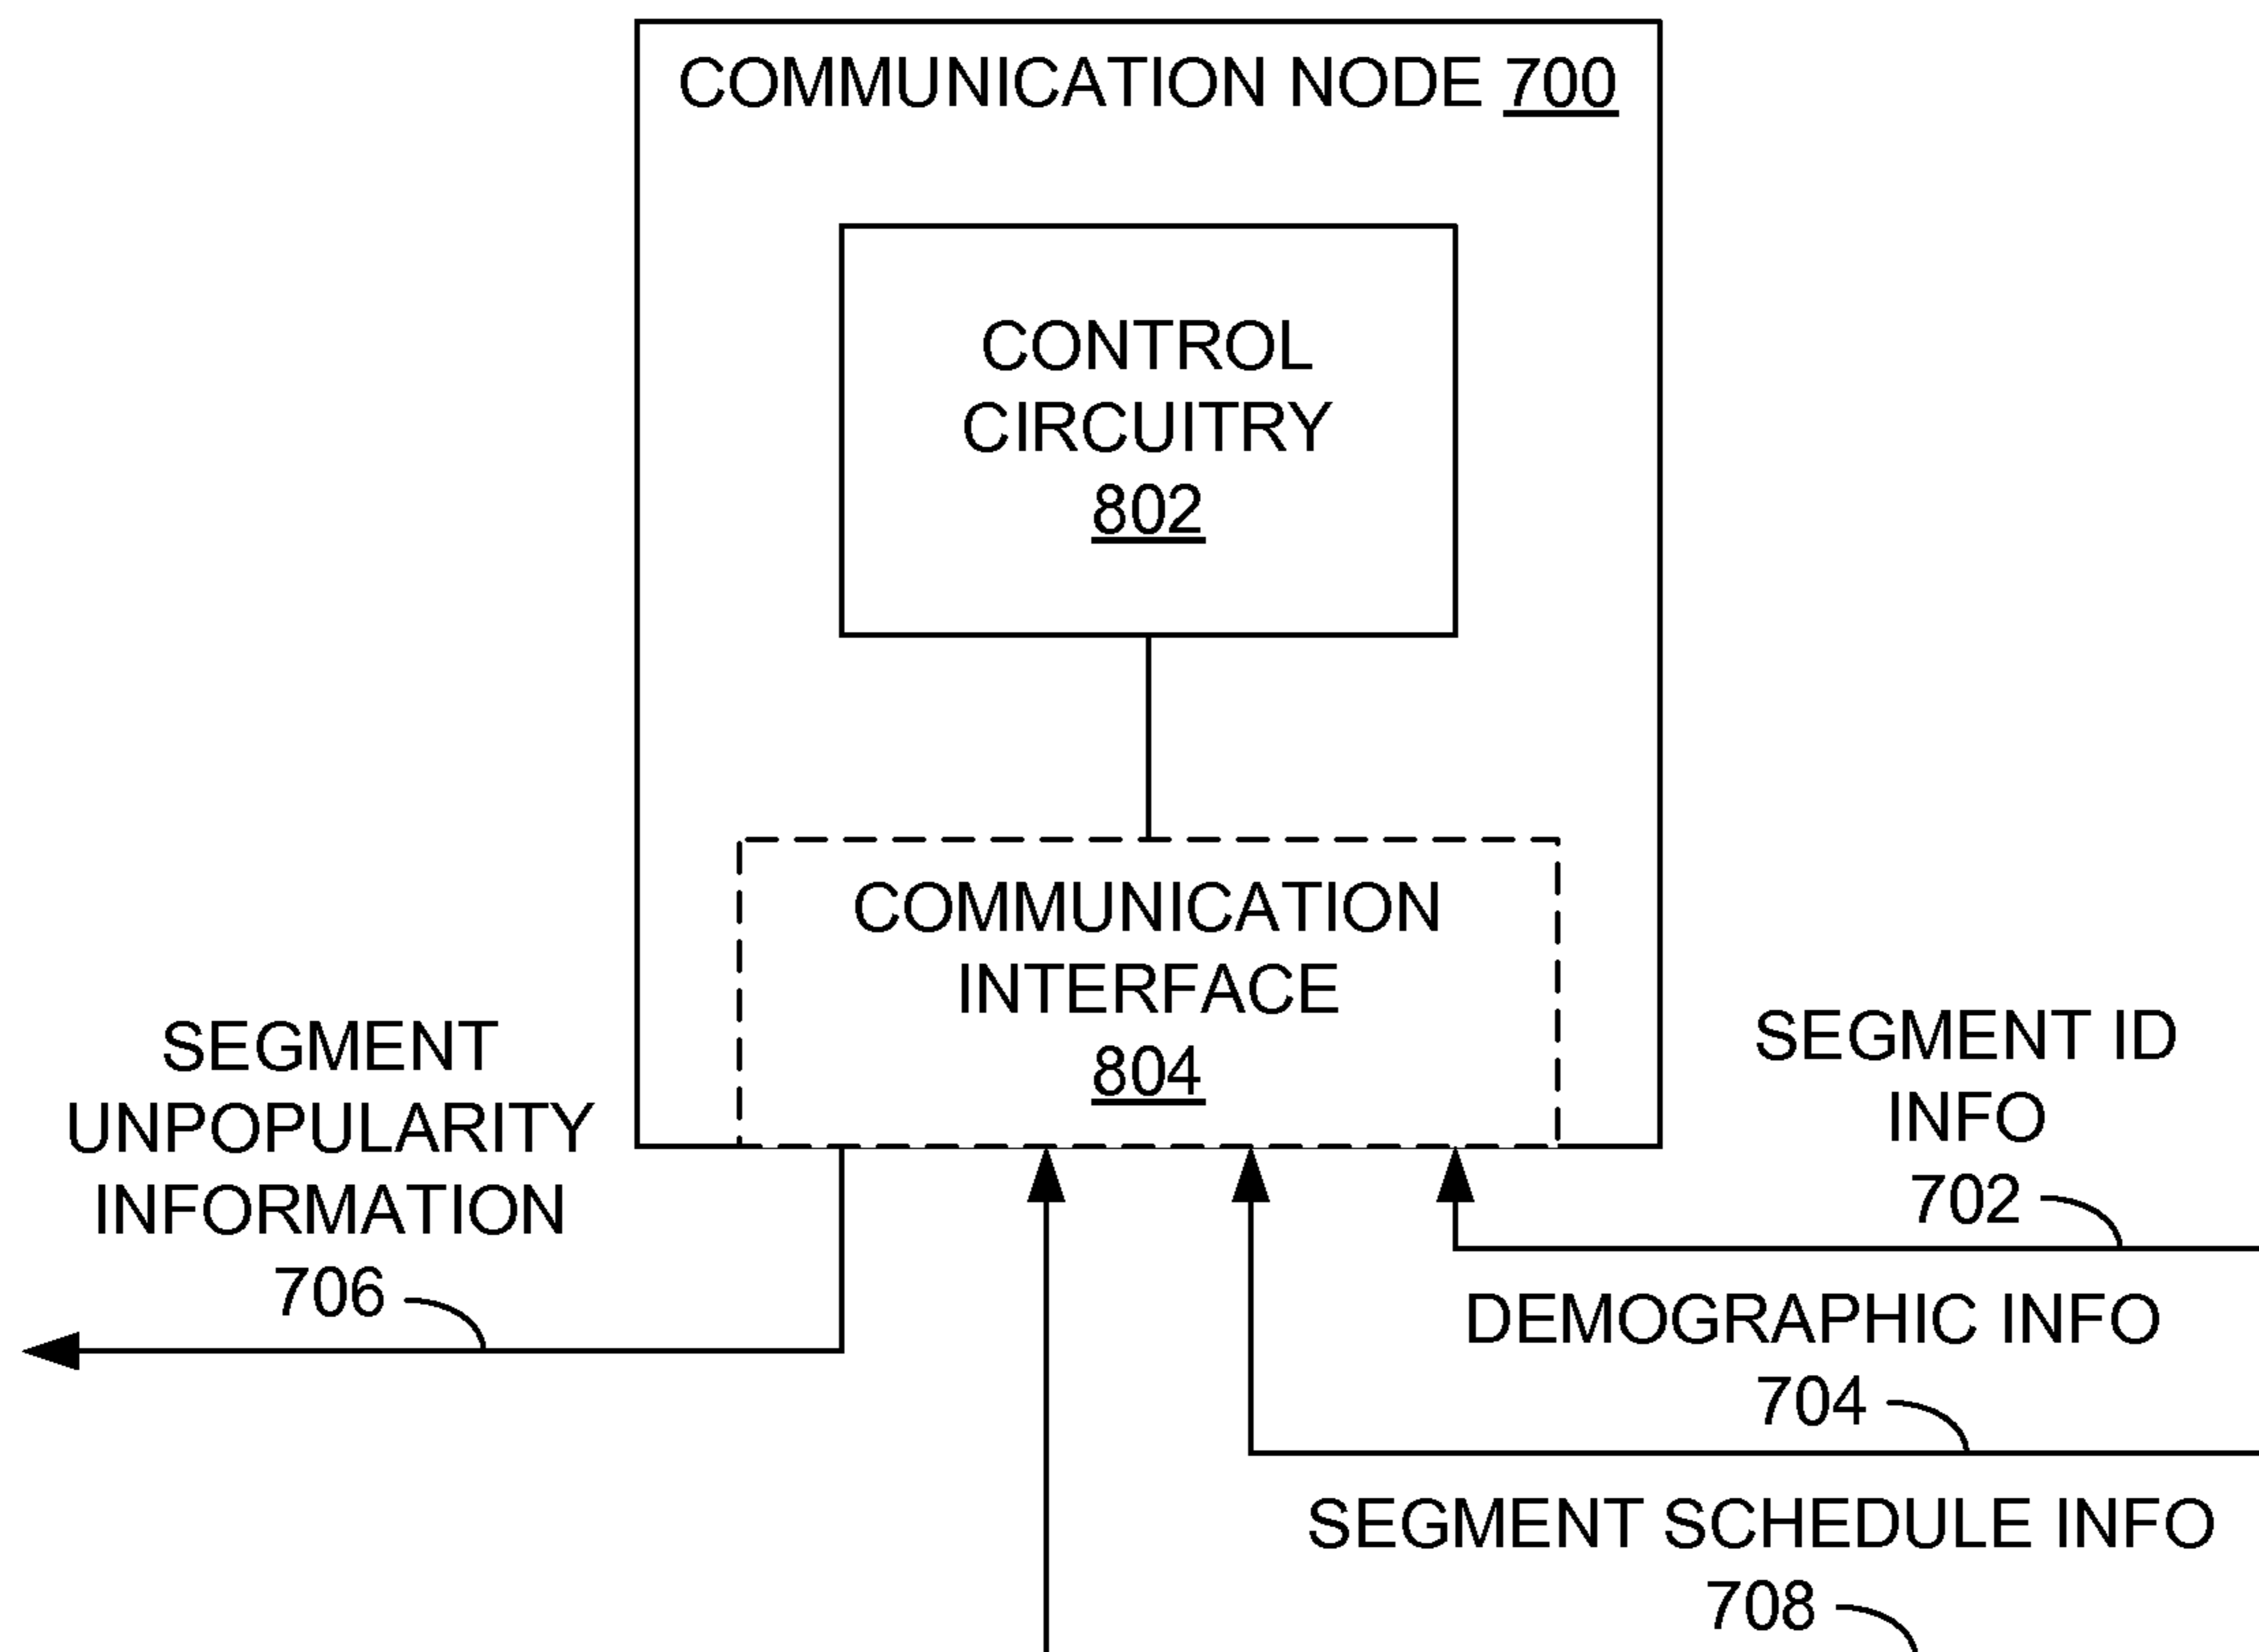 COMMUNICATION NODE 700
CONTROL
CIRCUITRY
802
COMMUNICATION
INTERFACE
804
SEGMENT
UNPOPULARITY
INFORMATION
706
SEGMENT ID
INFO
702
DEMOGRAPHIC INFO
704
SEGMENT SCHEDULE INFO
708